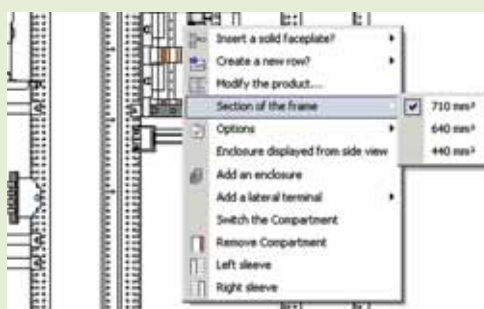 Insert a solid faceplate?
Create a new row?
Modify the product....
Section of the frame
710 mm²
640 mm²
440 mm²
Options
Enclosure displayed from side view
Add an enclosure
Add a lateral terminal
Switch the Compartment
Remove Compartment
Left sleeve
Right sleeve